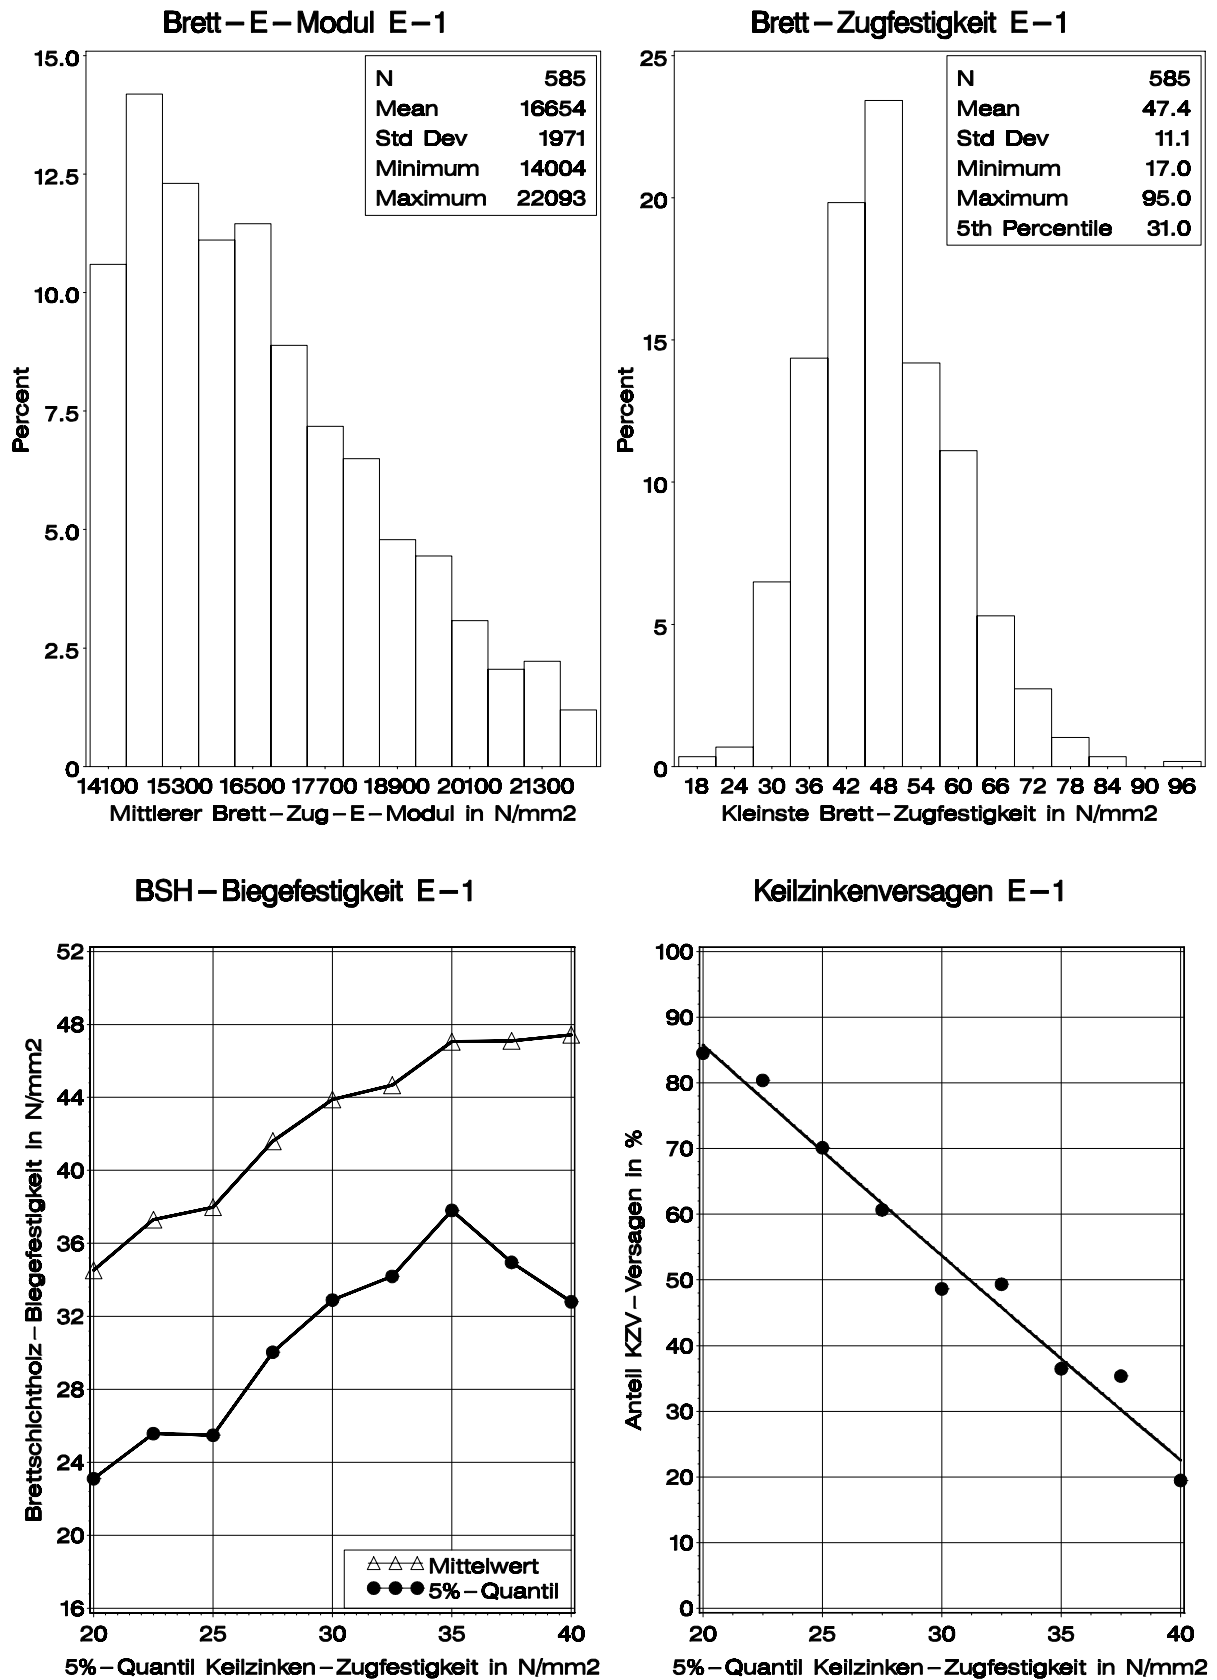 Brett-E-Modul E-1
15.0
12.5
10.0
7.5
5.0
2.5
0
Percent
N 585
Mean 16654
Std Dev 1971
Minimum 14004
Maximum 22093
14100 15300 16500 17700 18900 20100 21300
Mittlerer Brett-Zug-E-Modul in N/mm2
Brett-Zugfestigkeit E-1
25
20
15
10
5
0
Percent
N 585
Mean 47.4
Std Dev 11.1
Minimum 17.0
Maximum 95.0
5th Percentile 31.0
18 24 30 36 42 48 54 60 66 72 78 84 90 96
Kleinste Brett-Zugfestigkeit in N/mm2
BSH-Biegefestigkeit E-1
52
48
44
40
36
32
28
24
20
16
Brettschichtholz-Biegefestigkeit in N/mm2
Mittelwert
5%-Quantil
20 25 30 35 40
5%-Quantil Keilzinken-Zugfestigkeit in N/mm2
Keilzinkenversagen E-1
100
90
80
70
60
50
40
30
20
10
0
Anteil KZV-Versagen in %
20 25 30 35 40
5%-Quantil Keilzinken-Zugfestigkeit in N/mm2